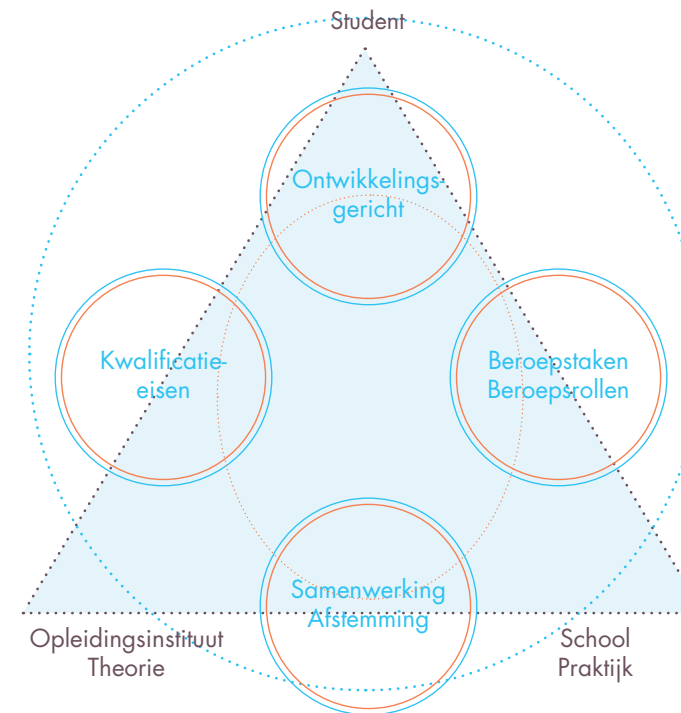 Student
Ontwikkelings-
gericht
Kwalificatie-
eisen
Beroepstaken
Beroepsrollen
Samenwerking
Afstemming
Opleidingsinstituut
Theorie
School
Praktijk